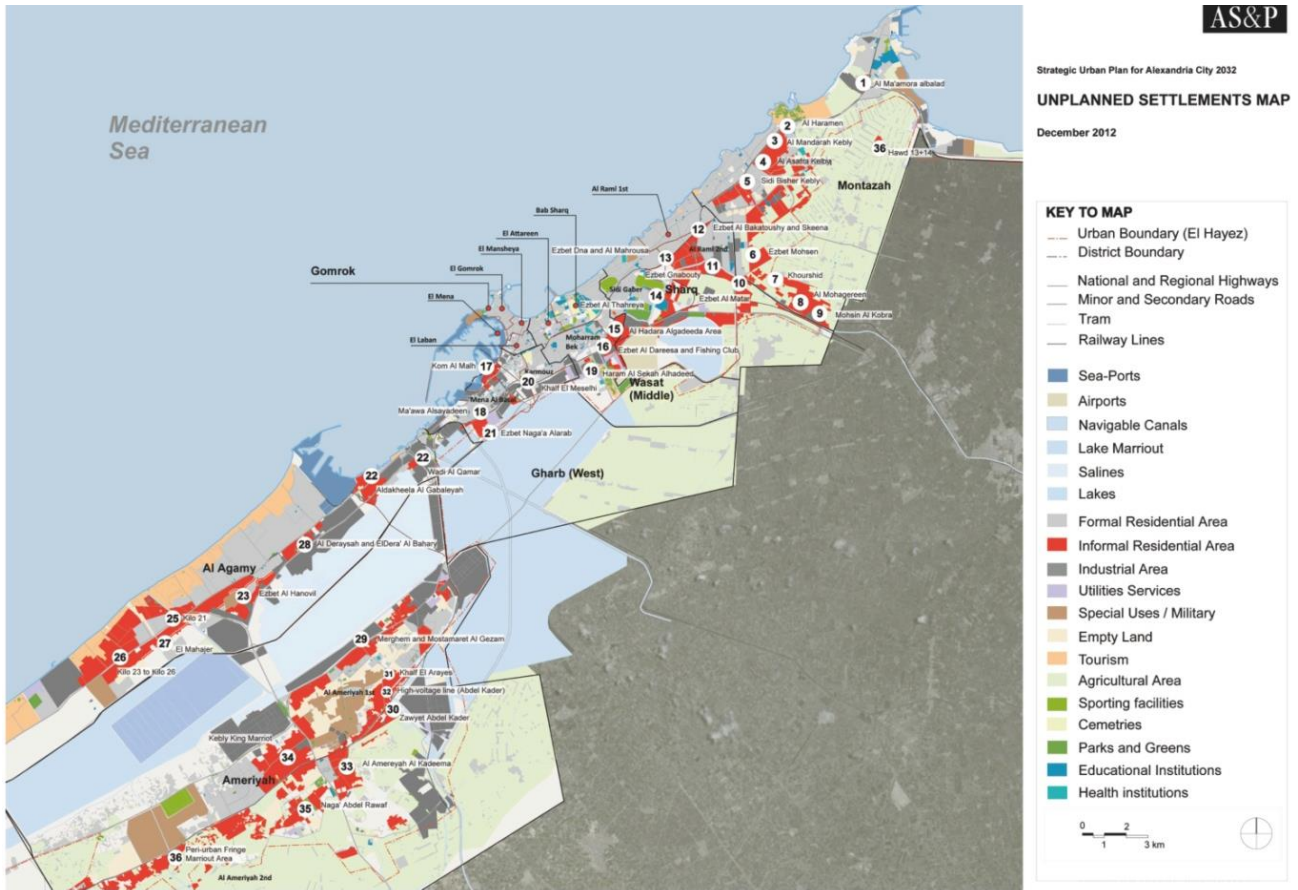 AS&P
Strategic Urban Plan for Alexandria City 2032
UNPLANNED SETTLEMENTS MAP
December 2012
Mediterranean
Sea
1
Al Ma'amora albalad
2
Al Haramen
3
Al Mandarah Kebly
36
Hawd 13+14
4
Al Asafra Kebly
5
Sidi Bisher Kebly
Montazah
Al Raml 1st
Bab Sharq
El Attareen
El Mansheya
Gomrok
El Gomrok
El Mena
El Laban
12
Ezbet Al Bakatoushy and Skeena
Ezbet Dna and Al Mahrousa
Al Raml 2nd
6
Ezbet Mohsen
13
11
Ezbet Gnabouty
7
Khourshid
10
Sidi Gaber
Sharq
14
Ezbet Al Matar
8
Al Mohagereen
9
Mohsin Al Kobra
Ezbet Al Thahreya
15
Al Hadara Algadeeda Area
Moharram
Bek
16
Ezbet Al Dareesa and Fishing Club
Kom Al Malh
17
Karmouz
19
Haram Al Sekah Alhadeed
20
Khalf El Meselhi
Wasat
(Middle)
Mena Al Basal
Ma'awa Alsayadeen
18
21
Ezbet Naga'a Alarab
22
Wadi Al Qamar
Gharb (West)
22
Aldakheela Al Gabaleyah
28
Al Deraysah and ElDera' Al Bahary
Al Agamy
23
Ezbet Al Hanovil
25
Kilo 21
27
El Mahajer
26
Kilo 23 to Kilo 26
29
Merghem and Mostamaret Al Gezam
31
Khalf El Arayes
Al Ameriyah 1st
32
High-voltage line (Abdel Kader)
30
Zawyet Abdel Kader
Kebly King Marriot
34
33
Al Amereyah Al Kadeema
Ameriyah
35
Naga' Abdel Rawaf
36
Peri-urban Fringe
Marriout Area
Al Ameriyah 2nd
KEY TO MAP
Urban Boundary (El Hayez)
District Boundary
National and Regional Highways
Minor and Secondary Roads
Tram
Railway Lines
Sea-Ports
Airports
Navigable Canals
Lake Marriout
Salines
Lakes
Formal Residential Area
Informal Residential Area
Industrial Area
Utilities Services
Special Uses / Military
Empty Land
Tourism
Agricultural Area
Sporting facilities
Cemetries
Parks and Greens
Educational Institutions
Health institutions
0 2
1 3 km